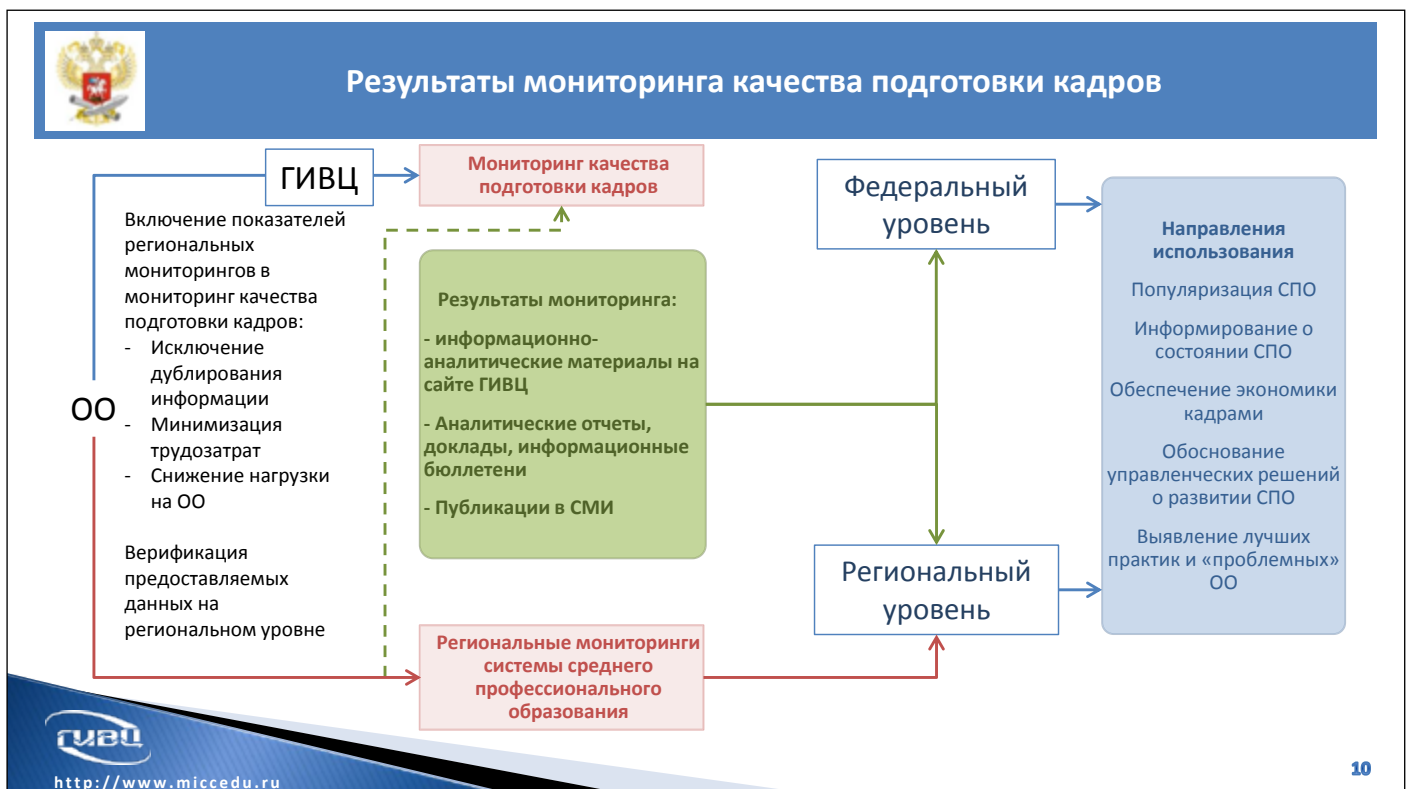 Результаты мониторинга качества подготовки кадров
ГИВЦ
Мониторинг качества
подготовки кадров
Включение показателей
региональных
мониторингов в
мониторинг качества
подготовки кадров:
- Исключение
дублирования
информации
- Минимизация
трудозатрат
- Снижение нагрузки
на ОО
Верификация
предоставляемых
данных на
региональном уровне
ОО
Результаты мониторинга:
- информационно-
аналитические материалы на
сайте ГИВЦ
- Аналитические отчеты,
доклады, информационные
бюллетени
- Публикации в СМИ
Региональные мониторинги
системы среднего
профессионального
образования
Федеральный
уровень
Региональный
уровень
Направления
использования
Популяризация СПО
Информирование о
состоянии СПО
Обеспечение экономики
кадрами
Обоснование
управленческих решений
о развитии СПО
Выявление лучших
практик и «проблемных»
ОО
ГИВЦ
http://www.miccedu.ru
10